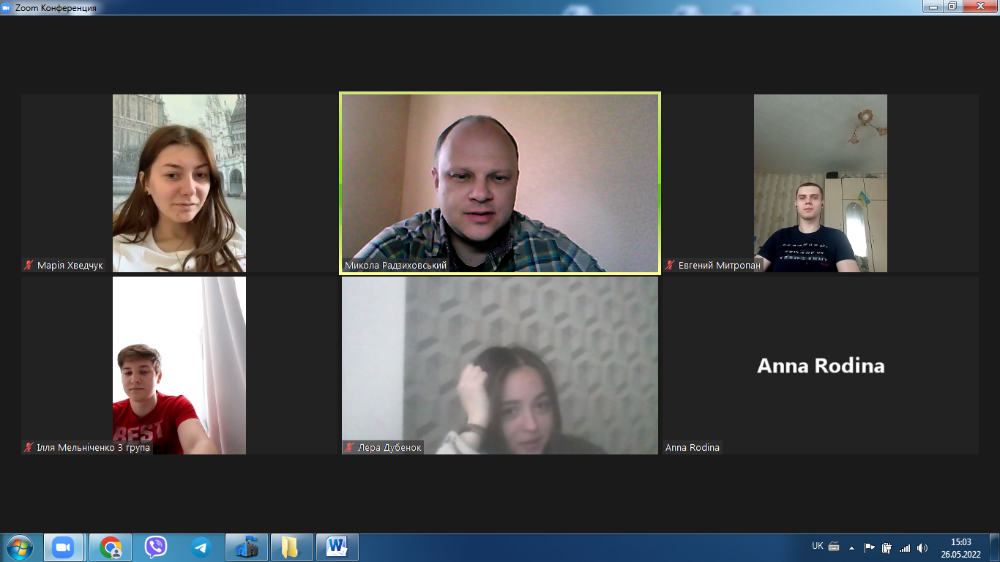 Zoom Конференция
Марія Хведчук
Микола Радзиховський
Евгений Митропан
BEST
Ілля Мельніченко 3 група
Лера Дубенок
Anna Rodina
Anna Rodina
UK
15:03
26.05.2022